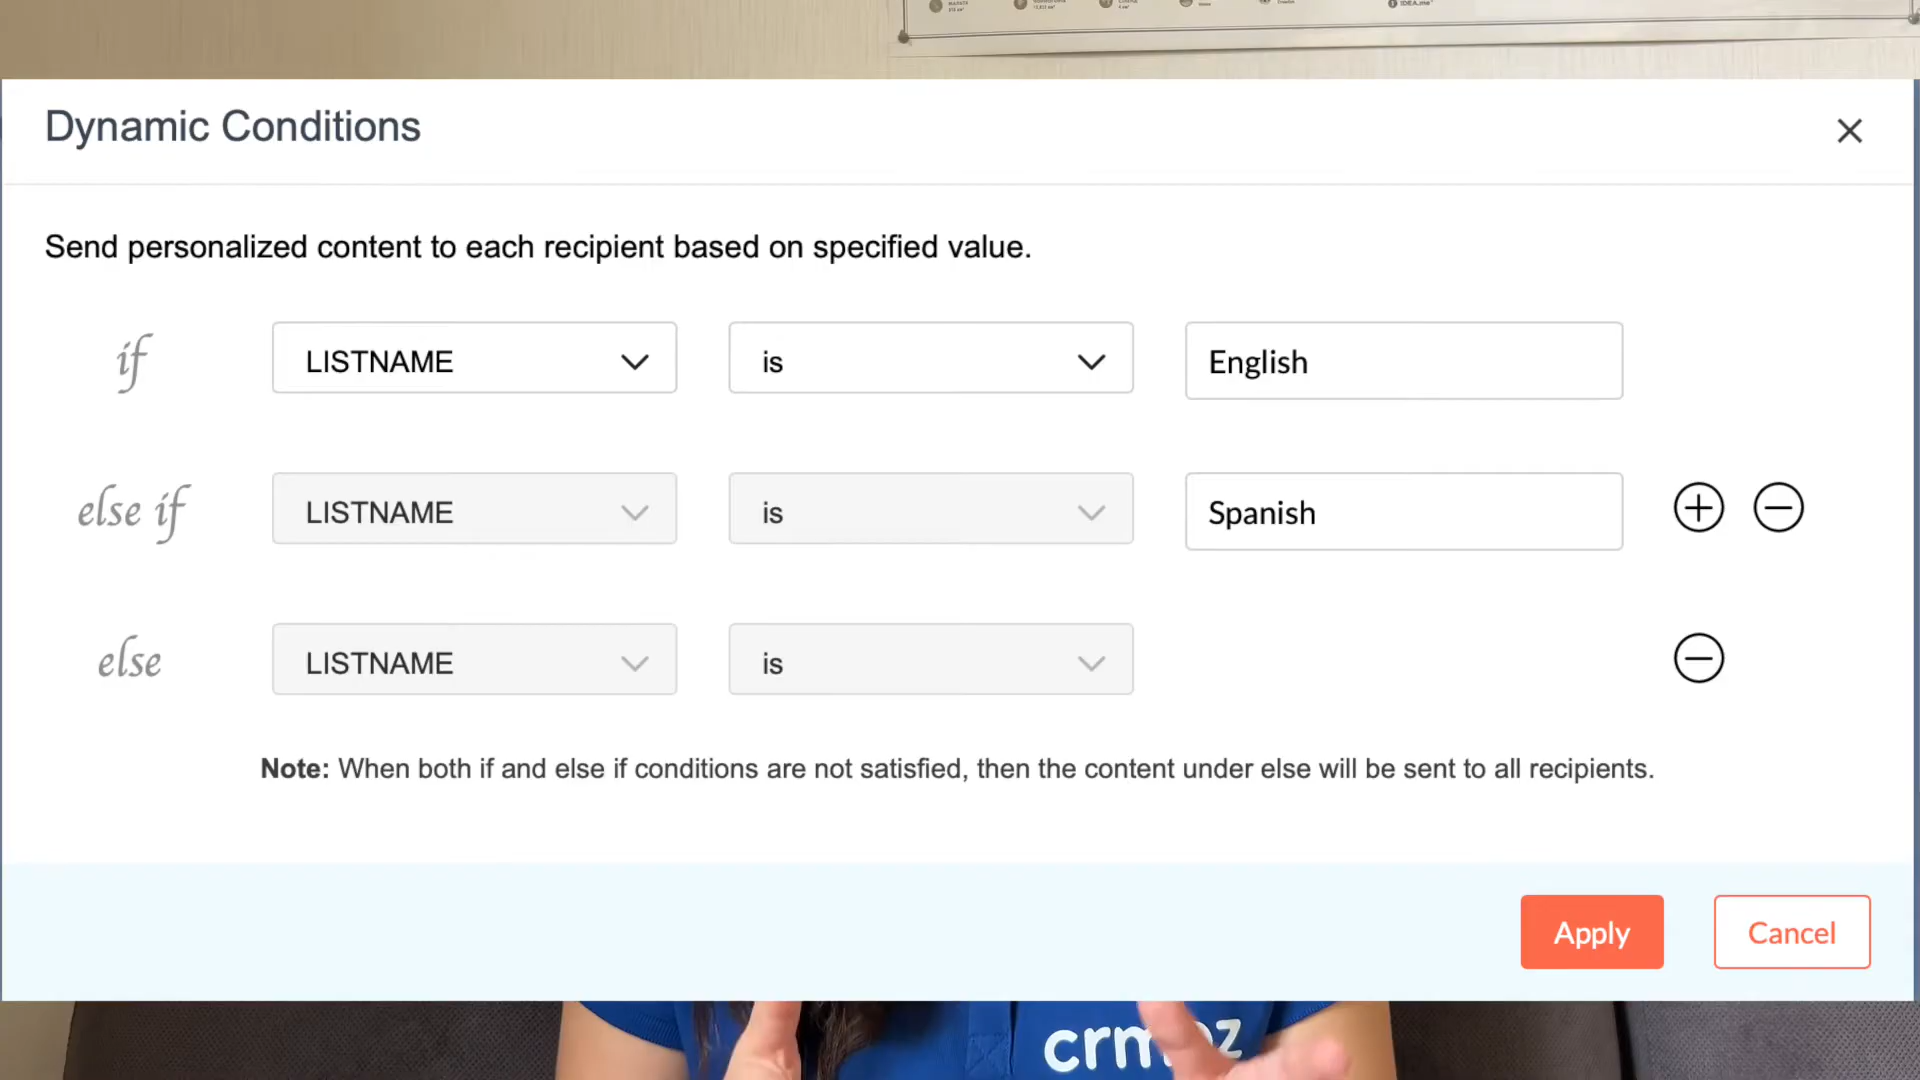 Dynamic Conditions
Send personalized content to each recipient based on specified value.
if LISTNAME is English
else if LISTNAME is Spanish
else LISTNAME is
Note: When both if and else if conditions are not satisfied, then the content under else will be sent to all recipients.
Apply Cancel